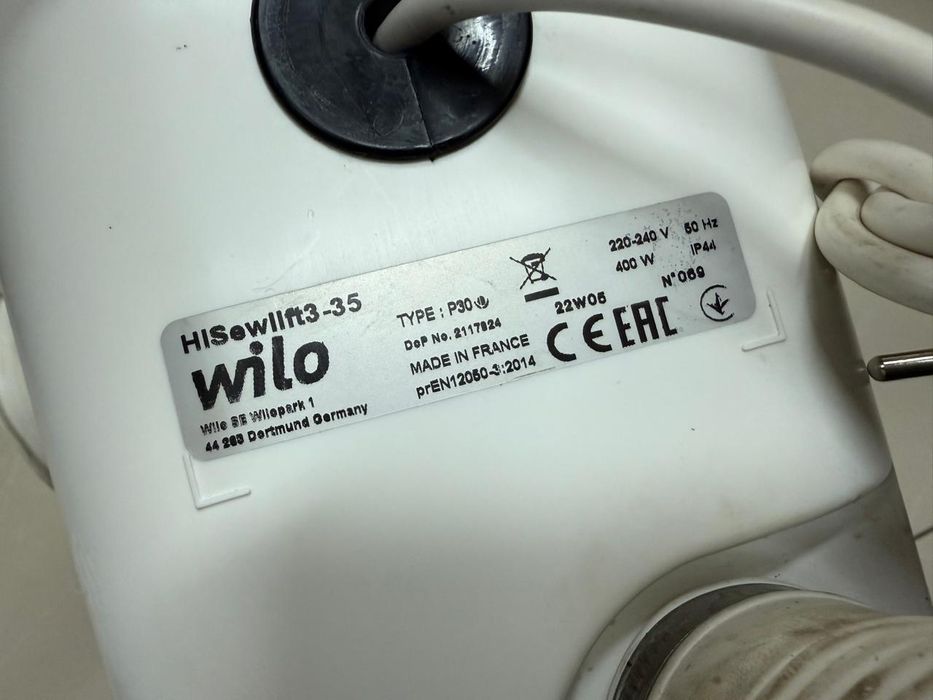 HiSewlift3-35
wilo
Wilo SE Wilopark 1
44 263 Dortmund Germany
TYPE : P30
DoP No. 2117824
MADE IN FRANCE
prEN12050-3:2014
22W06
CE EAC
220-240 V 50 Hz
400 W IP44
N°069